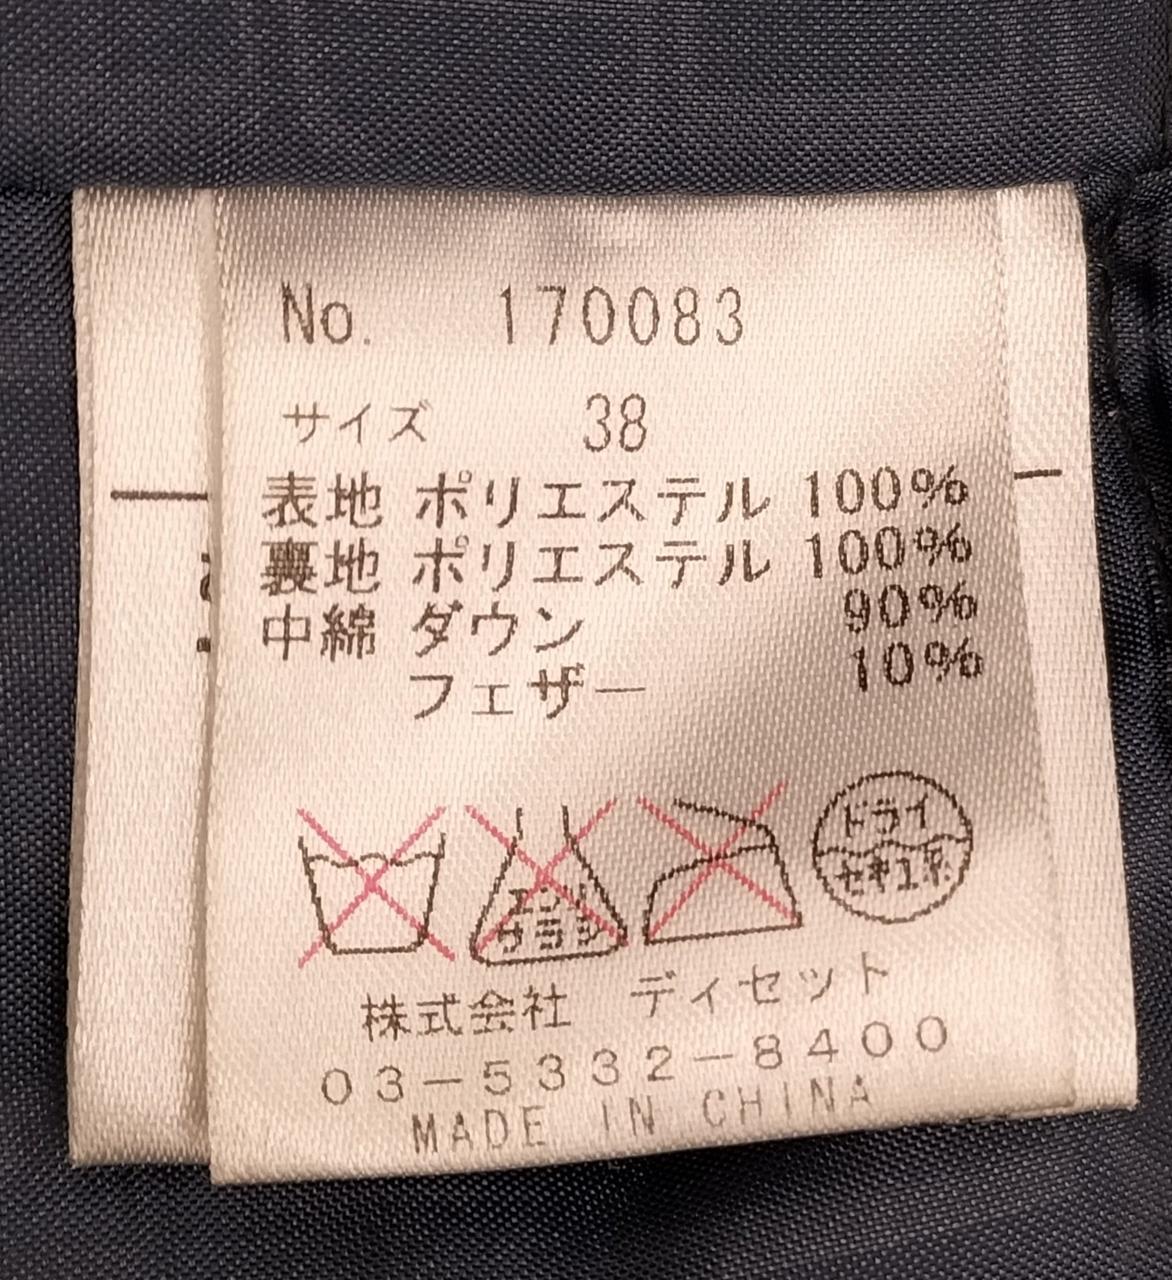 No. 170083
サイズ 38
表地 ポリエステル 100%
裏地 ポリエステル 100%
中綿 ダウン 90%
フェザー 10%
エンソ
サラシ
ドライ
セキユ系
株式会社 ディセット
03-5332-8400
MADE IN CHINA